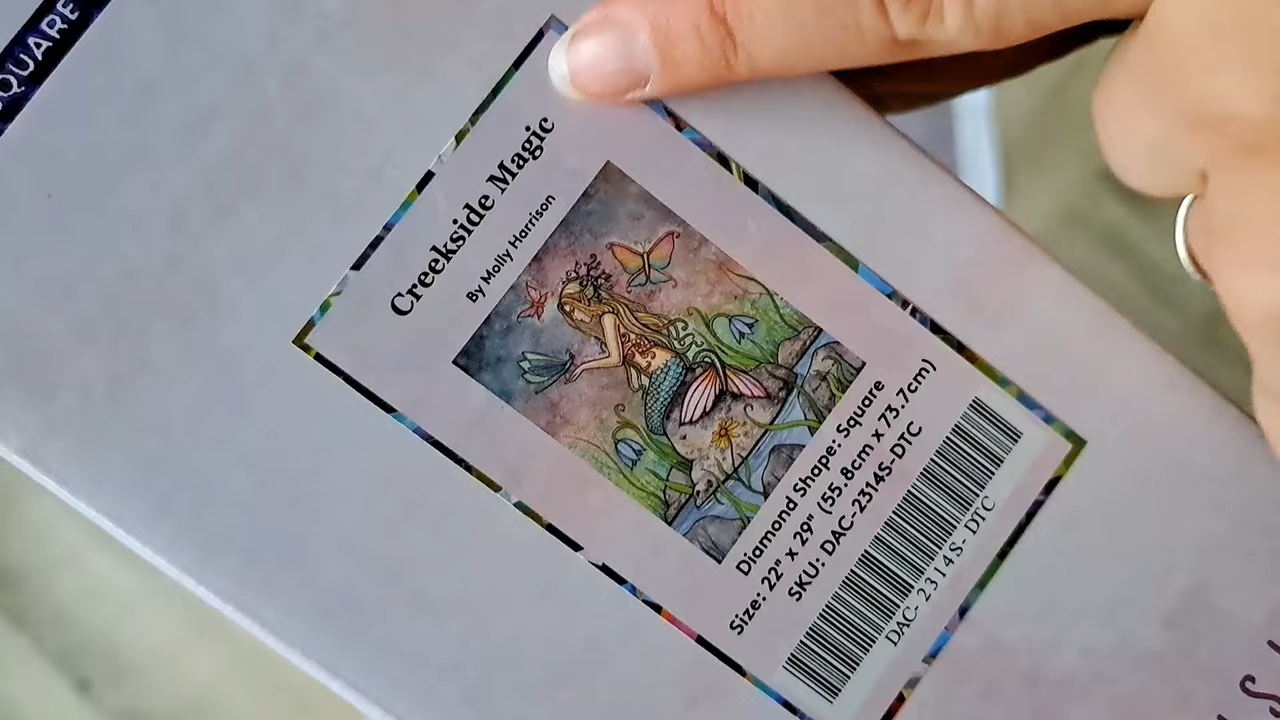 SQUARE
Creekside Magic
By Molly Harrison
Diamond Shape: Square
Size: 22" x 29" (55.8cm x 73.7cm)
SKU: DAC-2314S-DTC
DAC-2314S-DTC